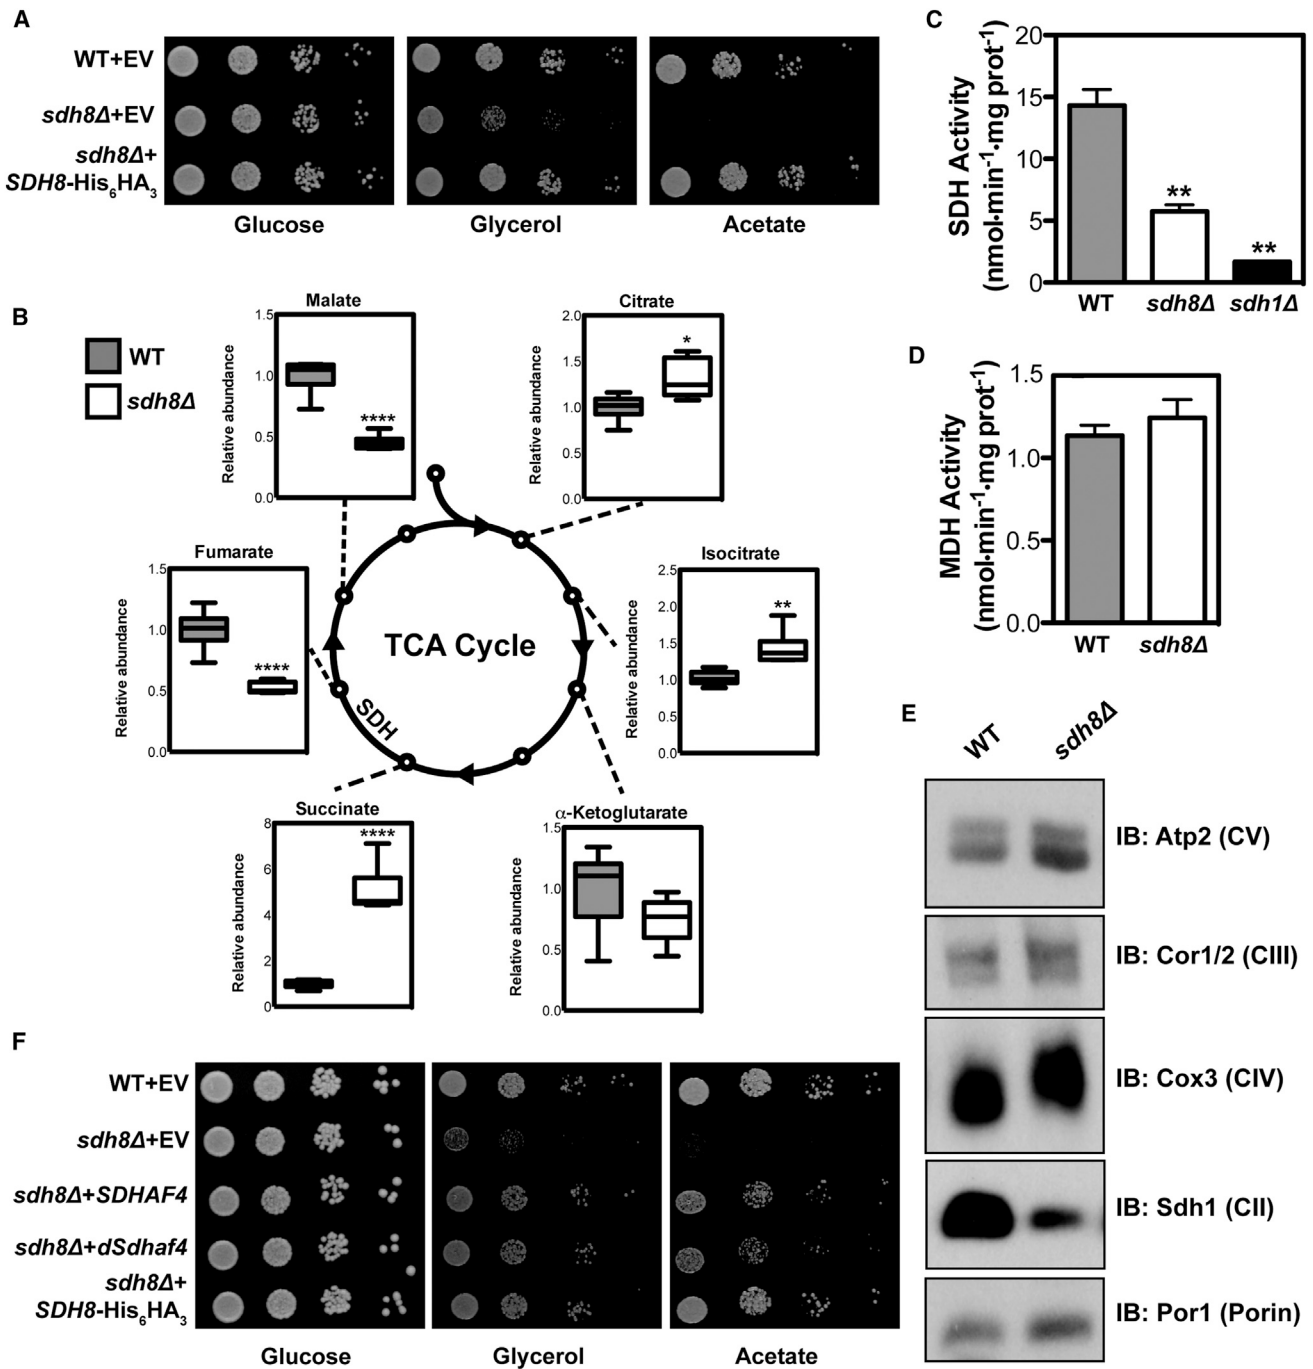 A
WT+EV
sdh8Δ+EV
sdh8Δ+
SDH8-His6HA3
Glucose
Glycerol
Acetate
B
WT
sdh8Δ
Malate
Relative abundance
1.5
1.0
0.5
0.0
****
Citrate
Relative abundance
2.0
1.5
1.0
0.5
0.0
*
Fumarate
Relative abundance
1.5
1.0
0.5
0.0
****
Isocitrate
Relative abundance
2.5
2.0
1.5
1.0
0.5
0.0
**
TCA Cycle
SDH
Succinate
Relative abundance
8
6
4
2
0
****
α-Ketoglutarate
Relative abundance
1.5
1.0
0.5
0.0
C
SDH Activity
(nmol·min-1·mg prot-1)
20
15
10
5
0
**
**
WT
sdh8Δ
sdh1Δ
D
MDH Activity
(nmol·min-1·mg prot-1)
1.5
1.0
0.5
0.0
WT
sdh8Δ
E
WT
sdh8Δ
IB: Atp2 (CV)
IB: Cor1/2 (CIII)
IB: Cox3 (CIV)
IB: Sdh1 (CII)
IB: Por1 (Porin)
F
WT+EV
sdh8Δ+EV
sdh8Δ+SDHAF4
sdh8Δ+dSdhaf4
sdh8Δ+
SDH8-His6HA3
Glucose
Glycerol
Acetate